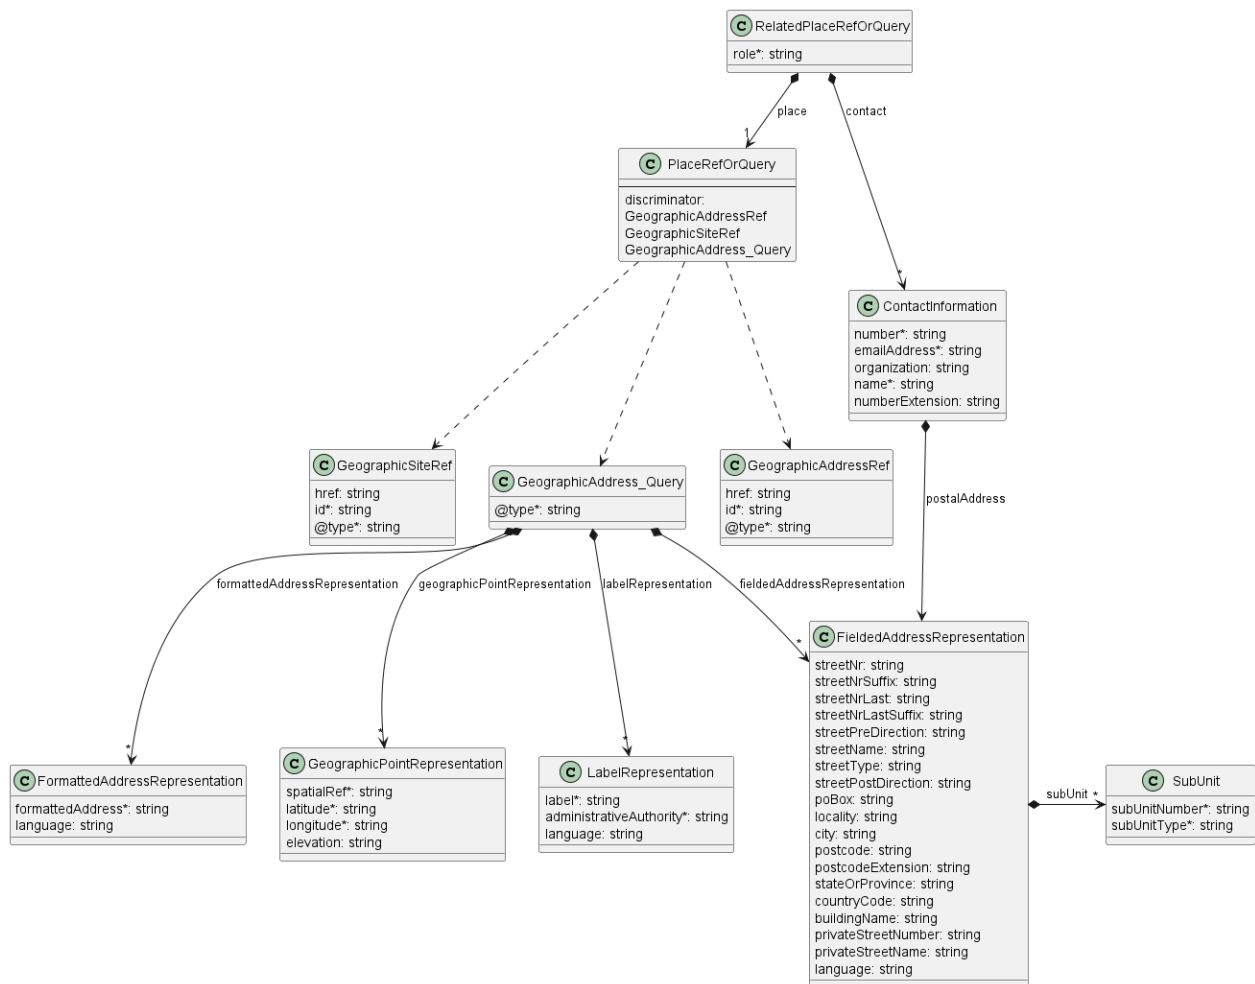 C RelatedPlaceRefOrQuery
role*: string
place
contact
1
C PlaceRefOrQuery
discriminator:
GeographicAddressRef
GeographicSiteRef
GeographicAddress_Query
*
C ContactInformation
number*: string
emailAddress*: string
organization: string
name*: string
numberExtension: string
C GeographicSiteRef
href: string
id*: string
@type*: string
C GeographicAddress_Query
@type*: string
C GeographicAddressRef
href: string
id*: string
@type*: string
postalAddress
formattedAddressRepresentation
geographicPointRepresentation
labelRepresentation
fieldedAddressRepresentation
*
*
*
*
C FormattedAddressRepresentation
formattedAddress*: string
language: string
C GeographicPointRepresentation
spatialRef*: string
latitude*: string
longitude*: string
elevation: string
C LabelRepresentation
label*: string
administrativeAuthority*: string
language: string
C FieldedAddressRepresentation
streetNr: string
streetNrSuffix: string
streetNrLast: string
streetNrLastSuffix: string
streetPreDirection: string
streetName: string
streetType: string
streetPostDirection: string
poBox: string
locality: string
city: string
postcode: string
postcodeExtension: string
stateOrProvince: string
countryCode: string
buildingName: string
privateStreetNumber: string
privateStreetName: string
language: string
subUnit *
C SubUnit
subUnitNumber*: string
subUnitType*: string